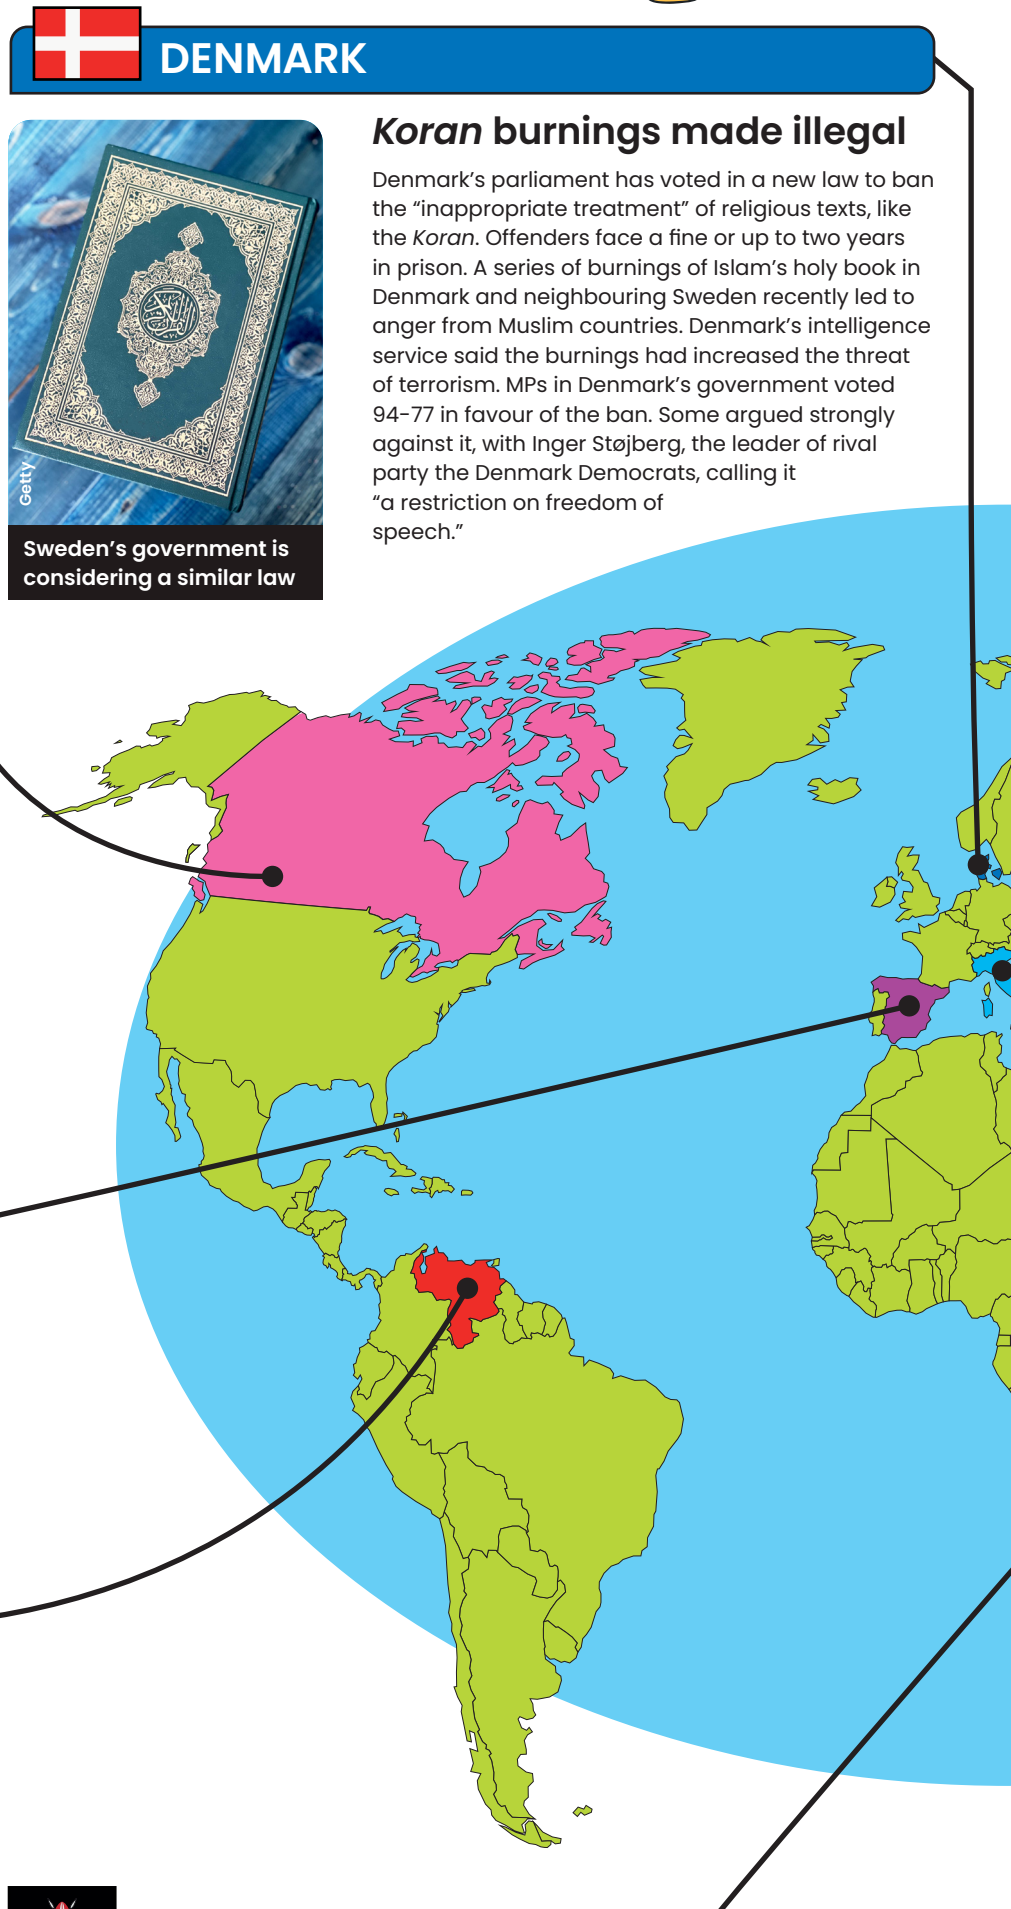 DENMARK
Koran burnings made illegal
Denmark’s parliament has voted in a new law to ban
the “inappropriate treatment” of religious texts, like
the Koran. Offenders face a fine or up to two years
in prison. A series of burnings of Islam’s holy book in
Denmark and neighbouring Sweden recently led to
anger from Muslim countries. Denmark’s intelligence
service said the burnings had increased the threat
of terrorism. MPs in Denmark’s government voted
94-77 in favour of the ban. Some argued strongly
against it, with Inger Støjberg, the leader of rival
party the Denmark Democrats, calling it
“a restriction on freedom of
speech.”
Getty
Sweden’s government is
considering a similar law